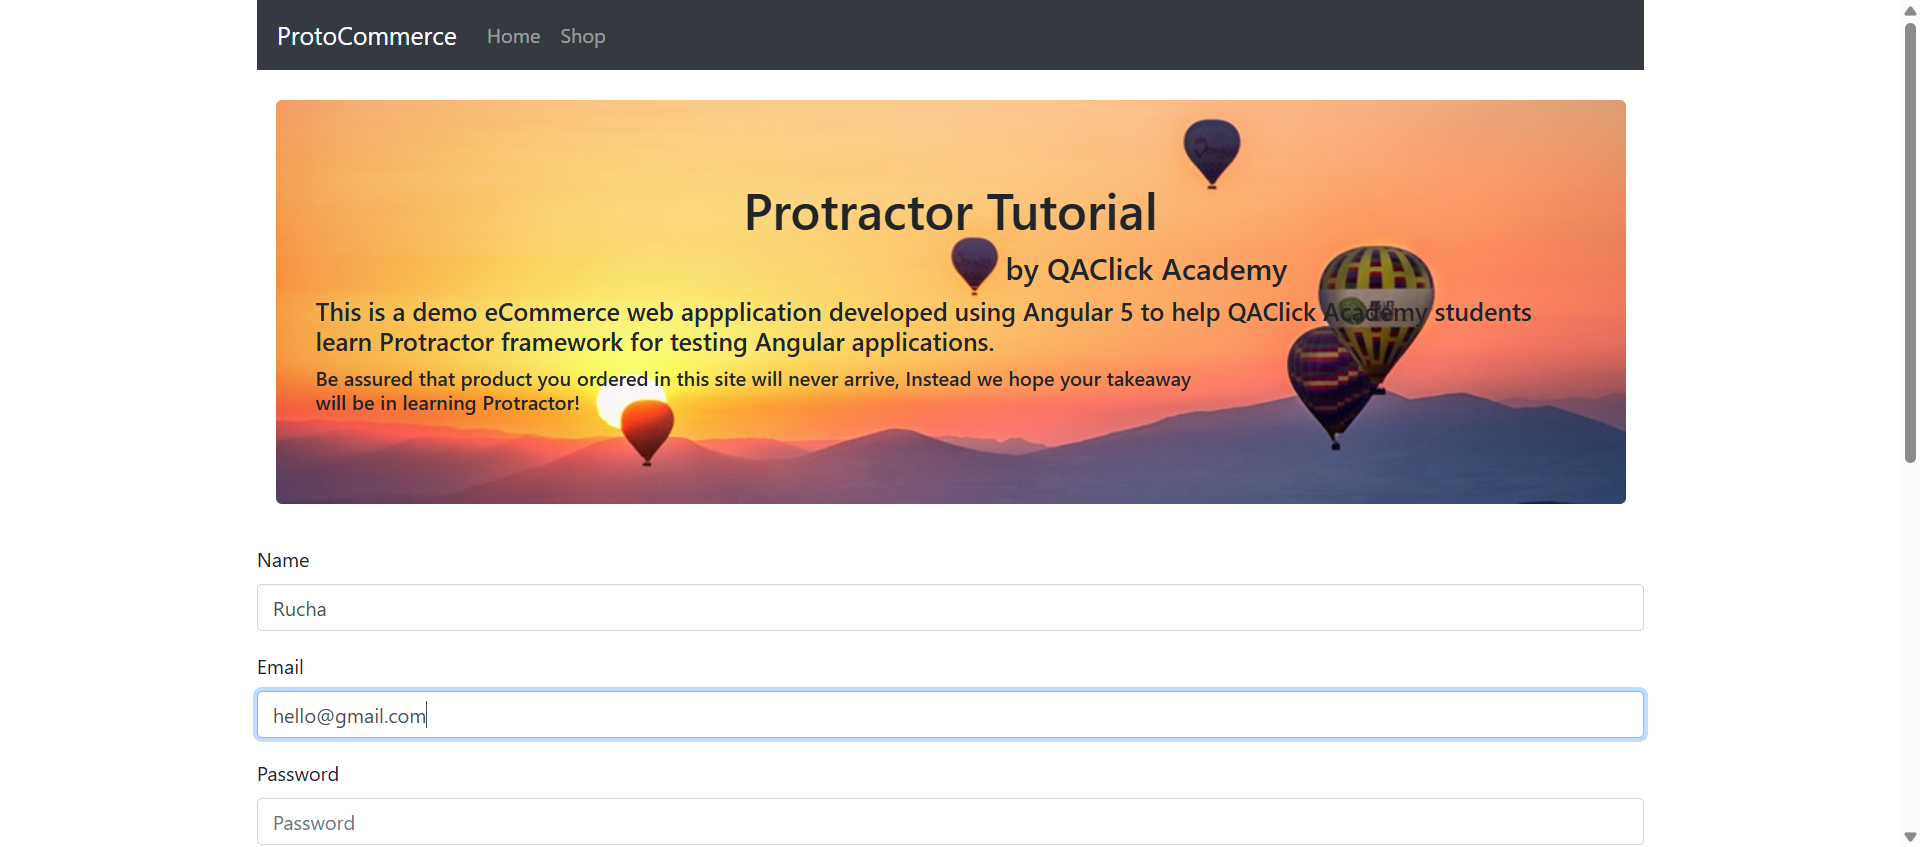 ProtoCommerce Home Shop
Protractor Tutorial
by QAClick Academy
This is a demo eCommerce web appplication developed using Angular 5 to help QAClick Academy students
learn Protractor framework for testing Angular applications.
Be assured that product you ordered in this site will never arrive, Instead we hope your takeaway
will be in learning Protractor!
Name
Rucha
Email
hello@gmail.com
Password
Password